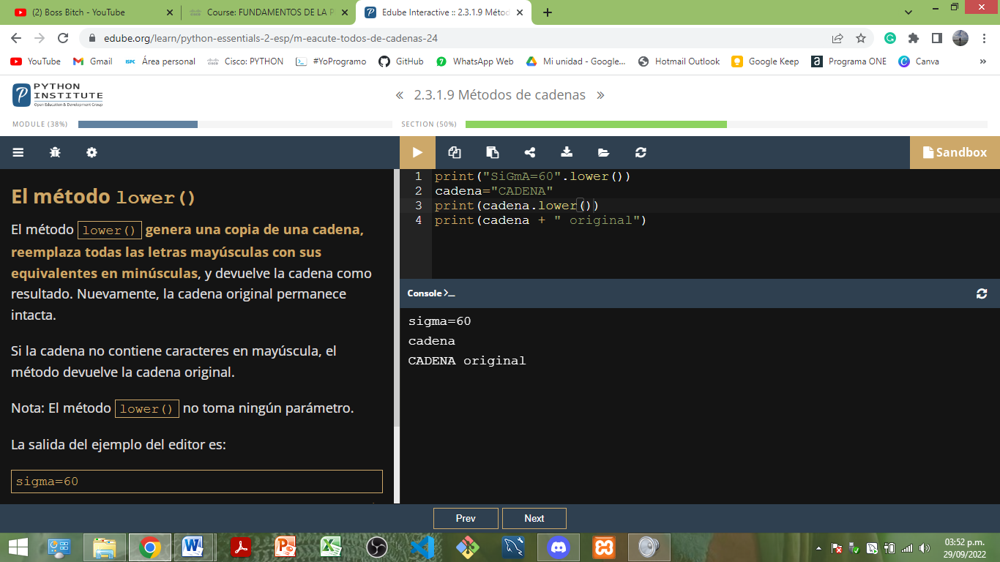 (2) Boss Bitch - YouTube
Course: FUNDAMENTOS DE LA P
Edube Interactive :: 2.3.1.9 Métod
edube.org/learn/python-essentials-2-esp/m-eacute-todos-de-cadenas-24
YouTube
Gmail
ISPC Área personal
Cisco: PYTHON
#YoProgramo
GitHub
7 WhatsApp Web
Mi unidad - Google...
Hotmail Outlook
Google Keep
a Programa ONE
Canva
»
PYTHON
INSTITUTE
Open Education & Development Group
« 2.3.1.9 Métodos de cadenas »
MODULE (38%)
SECTION (50%)
Sandbox
El método lower()
El método lower() genera una copia de una cadena,
reemplaza todas las letras mayúsculas con sus
equivalentes en minúsculas, y devuelve la cadena como
resultado. Nuevamente, la cadena original permanece
intacta.
Si la cadena no contiene caracteres en mayúscula, el
método devuelve la cadena original.
Nota: El método lower() no toma ningún parámetro.
La salida del ejemplo del editor es:
sigma=60
1 print("SiGmA=60".lower())
2 cadena="CADENA"
3 print(cadena.lower())
4 print(cadena + " original")
Console >_
sigma=60
cadena
CADENA original
Prev
Next
03:52 p.m.
29/09/2022